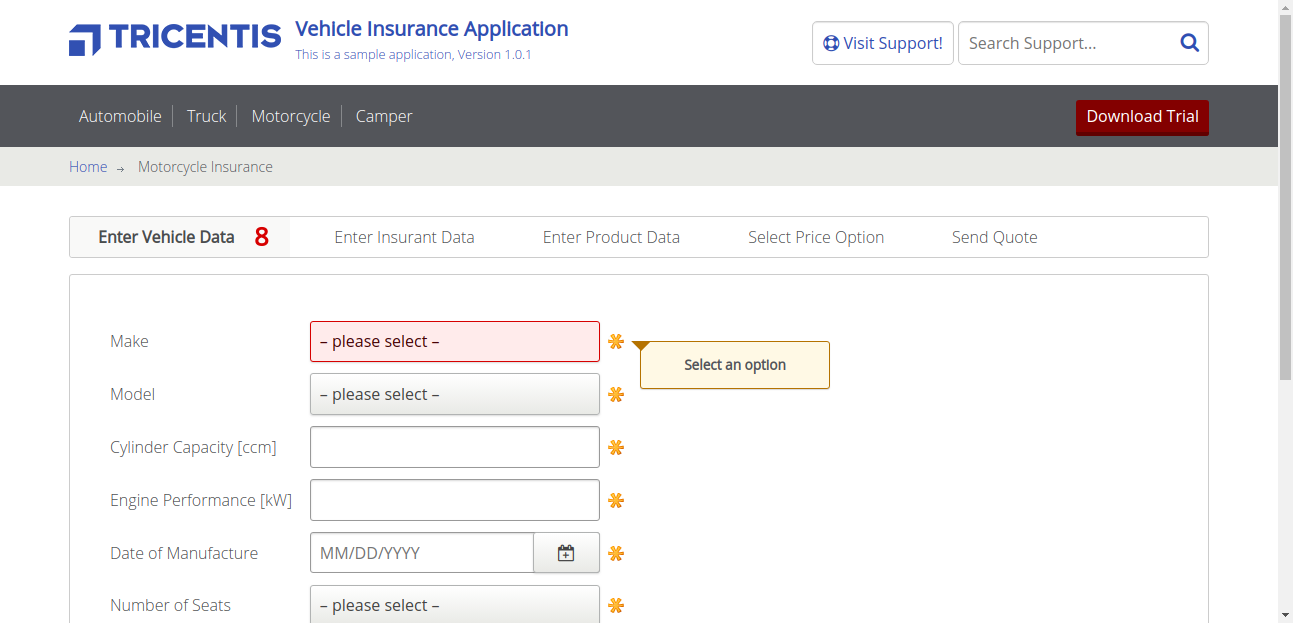 TRICENTIS
Vehicle Insurance Application
This is a sample application, Version 1.0.1
Visit Support!
Search Support...
Automobile
Truck
Motorcycle
Camper
Download Trial
Home
Motorcycle Insurance
Enter Vehicle Data 8
Enter Insurant Data
Enter Product Data
Select Price Option
Send Quote
Make
– please select –
Select an option
Model
– please select –
Cylinder Capacity [ccm]
Engine Performance [kW]
Date of Manufacture
MM/DD/YYYY
Number of Seats
– please select –